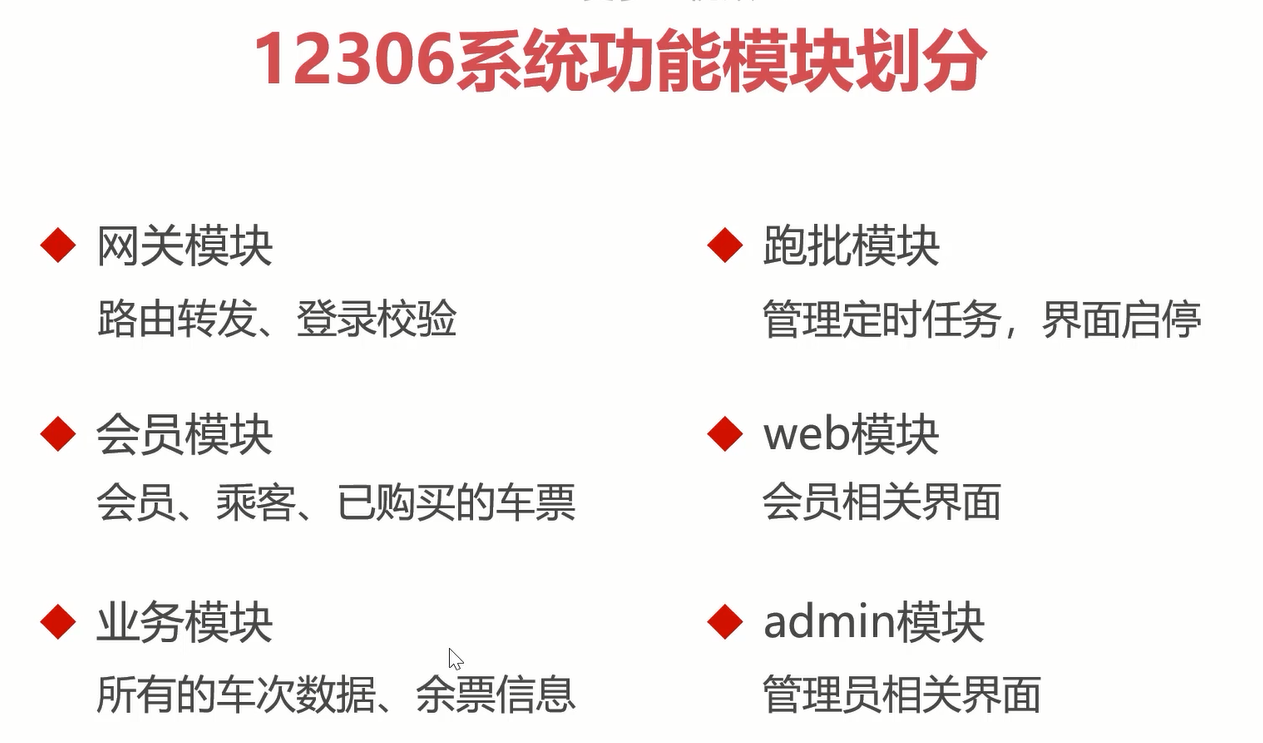 12306系统功能模块划分
网关模块
路由转发、登录校验
会员模块
会员、乘客、已购买的车票
业务模块
所有的车次数据、余票信息
跑批模块
管理定时任务，界面启停
web模块
会员相关界面
admin模块
管理员相关界面